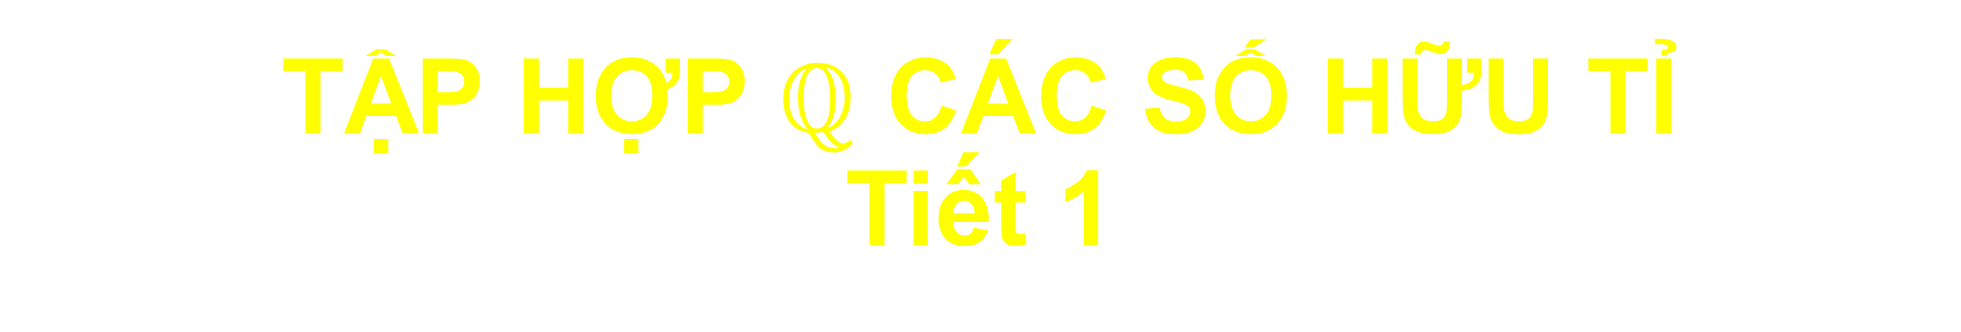 TẬP HỢP ℚ CÁC SỐ HỮU TỈ
Tiết 1